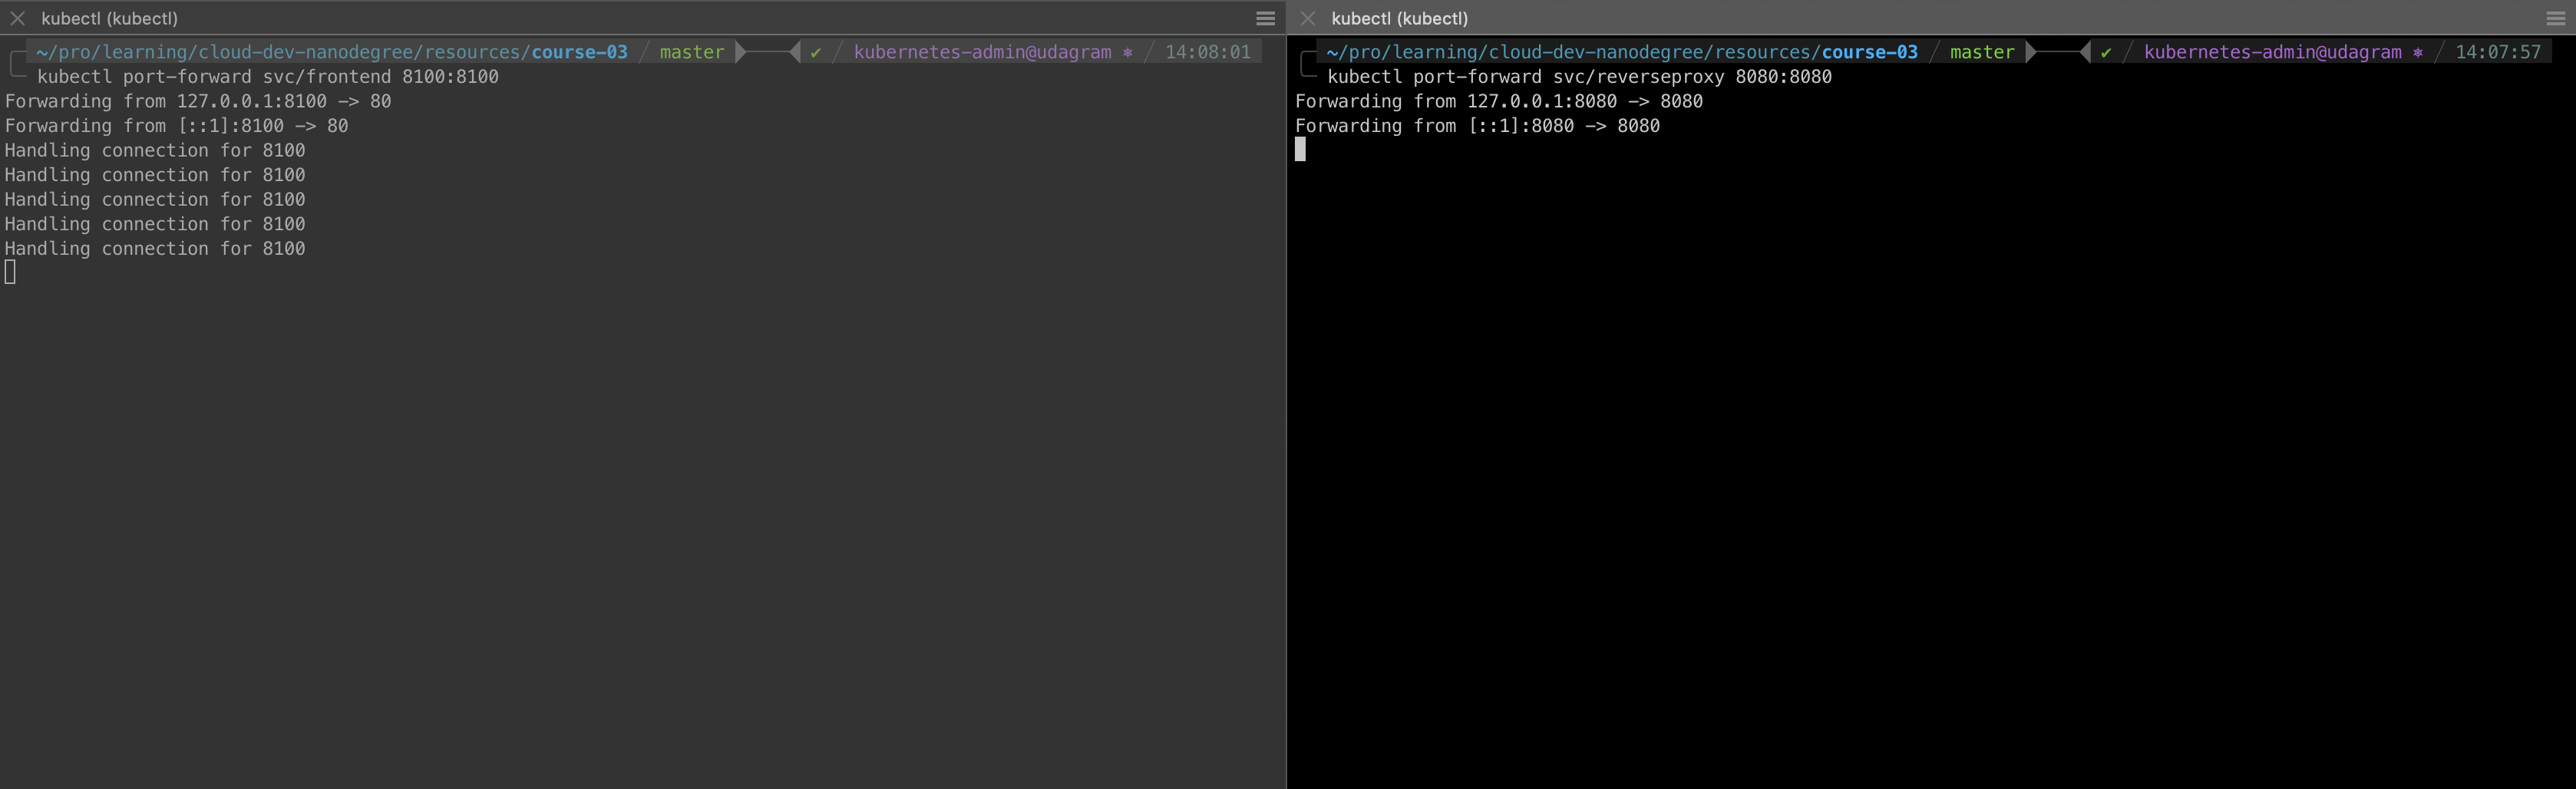 kubectl (kubectl)
~/pro/learning/cloud-dev-nanodegree/resources/course-03 master ✔ kubernetes-admin@udagram ⎈ 14:08:01
kubectl port-forward svc/frontend 8100:8100
Forwarding from 127.0.0.1:8100 -> 80
Forwarding from [::1]:8100 -> 80
Handling connection for 8100
Handling connection for 8100
Handling connection for 8100
Handling connection for 8100
Handling connection for 8100
kubectl (kubectl)
~/pro/learning/cloud-dev-nanodegree/resources/course-03 master ✔ kubernetes-admin@udagram ⎈ 14:07:57
kubectl port-forward svc/reverseproxy 8080:8080
Forwarding from 127.0.0.1:8080 -> 8080
Forwarding from [::1]:8080 -> 8080